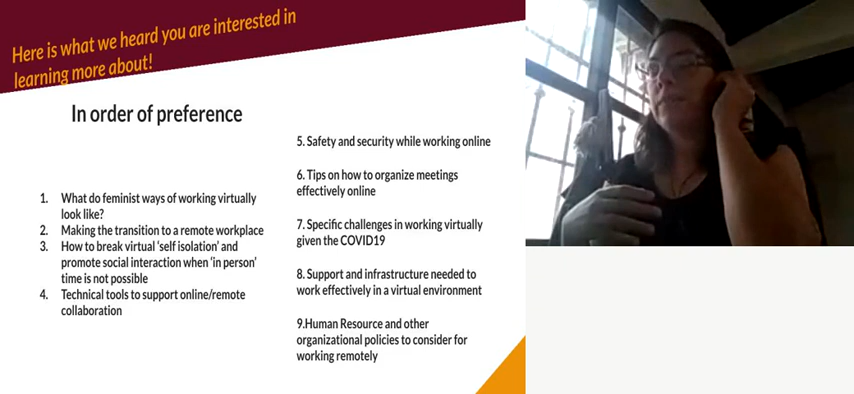 Here is what we heard you are interested in
learning more about!
In order of preference
1. What do feminist ways of working virtually
look like?
2. Making the transition to a remote workplace
3. How to break virtual ‘self isolation’ and
promote social interaction when ‘in person’
time is not possible
4. Technical tools to support online/remote
collaboration
5. Safety and security while working online
6. Tips on how to organize meetings
effectively online
7. Specific challenges in working virtually
given the COVID19
8. Support and infrastructure needed to
work effectively in a virtual environment
9.Human Resource and other
organizational policies to consider for
working remotely